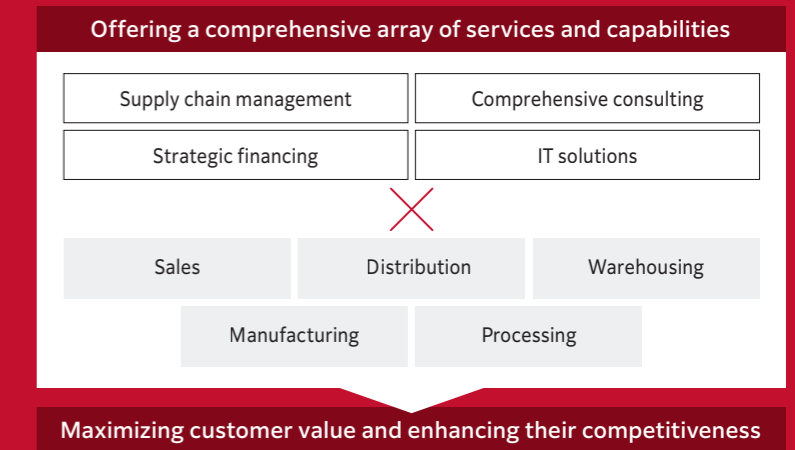 Offering a comprehensive array of services and capabilities
Supply chain management
Comprehensive consulting
Strategic financing
IT solutions
Sales
Distribution
Warehousing
Manufacturing
Processing
Maximizing customer value and enhancing their competitiveness